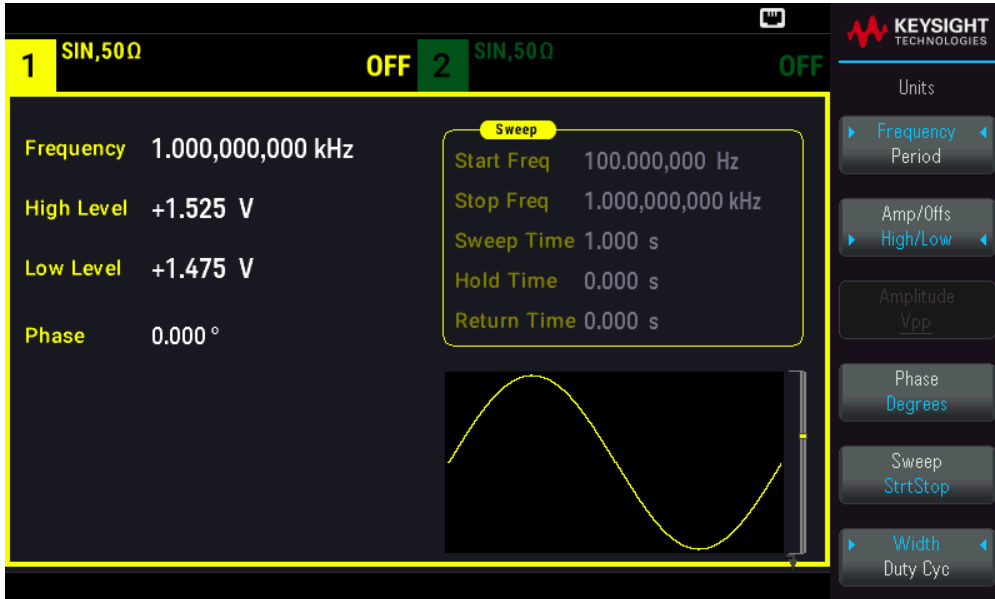 KEYSIGHT
TECHNOLOGIES
1 SIN,50Ω OFF 2 SIN,50Ω OFF
Units
Frequency 1.000,000,000 kHz
High Level +1.525 V
Low Level +1.475 V
Phase 0.000 °
Sweep
Start Freq 100.000,000 Hz
Stop Freq 1.000,000,000 kHz
Sweep Time 1.000 s
Hold Time 0.000 s
Return Time 0.000 s
Frequency
Period
Amp/Offs
High/Low
Amplitude
Vpp
Phase
Degrees
Sweep
StrtStop
Width
Duty Cyc